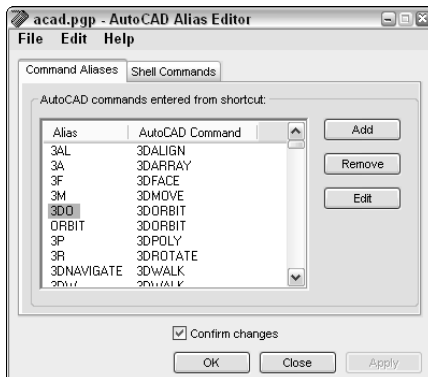 acad.pgp - AutoCAD Alias Editor
File Edit Help
Command Aliases Shell Commands
AutoCAD commands entered from shortcut:
Alias AutoCAD Command
3AL 3DALIGN
3A 3DARRAY
3F 3DFACE
3M 3DMOVE
3DO 3DORBIT
ORBIT 3DORBIT
3P 3DPOLY
3R 3DROTATE
3DNAVIGATE 3DWALK
3DW 3DWALK
Add
Remove
Edit
Confirm changes
OK Close Apply